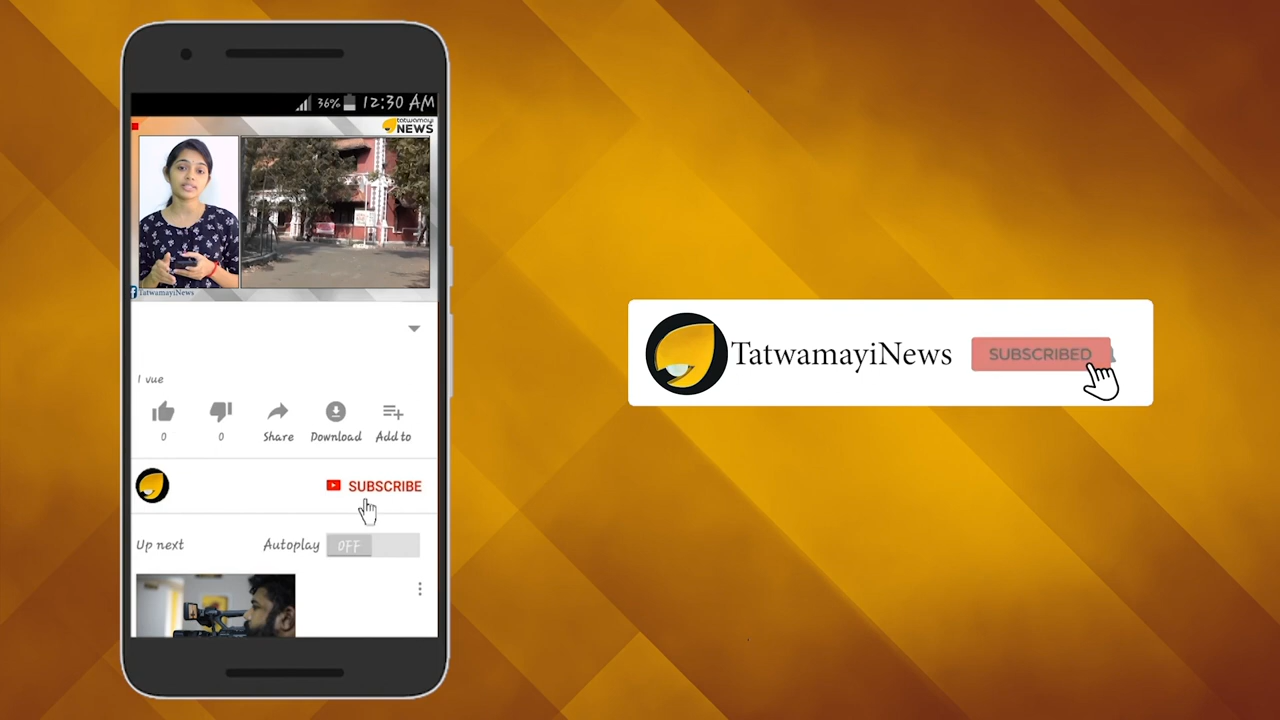 36% 12:30 AM
tatwamayi
NEWS
TatwamayiNews
1 vue
0 0 Share Download Add to
SUBSCRIBE
Up next Autoplay OFF
TatwamayiNews SUBSCRIBED